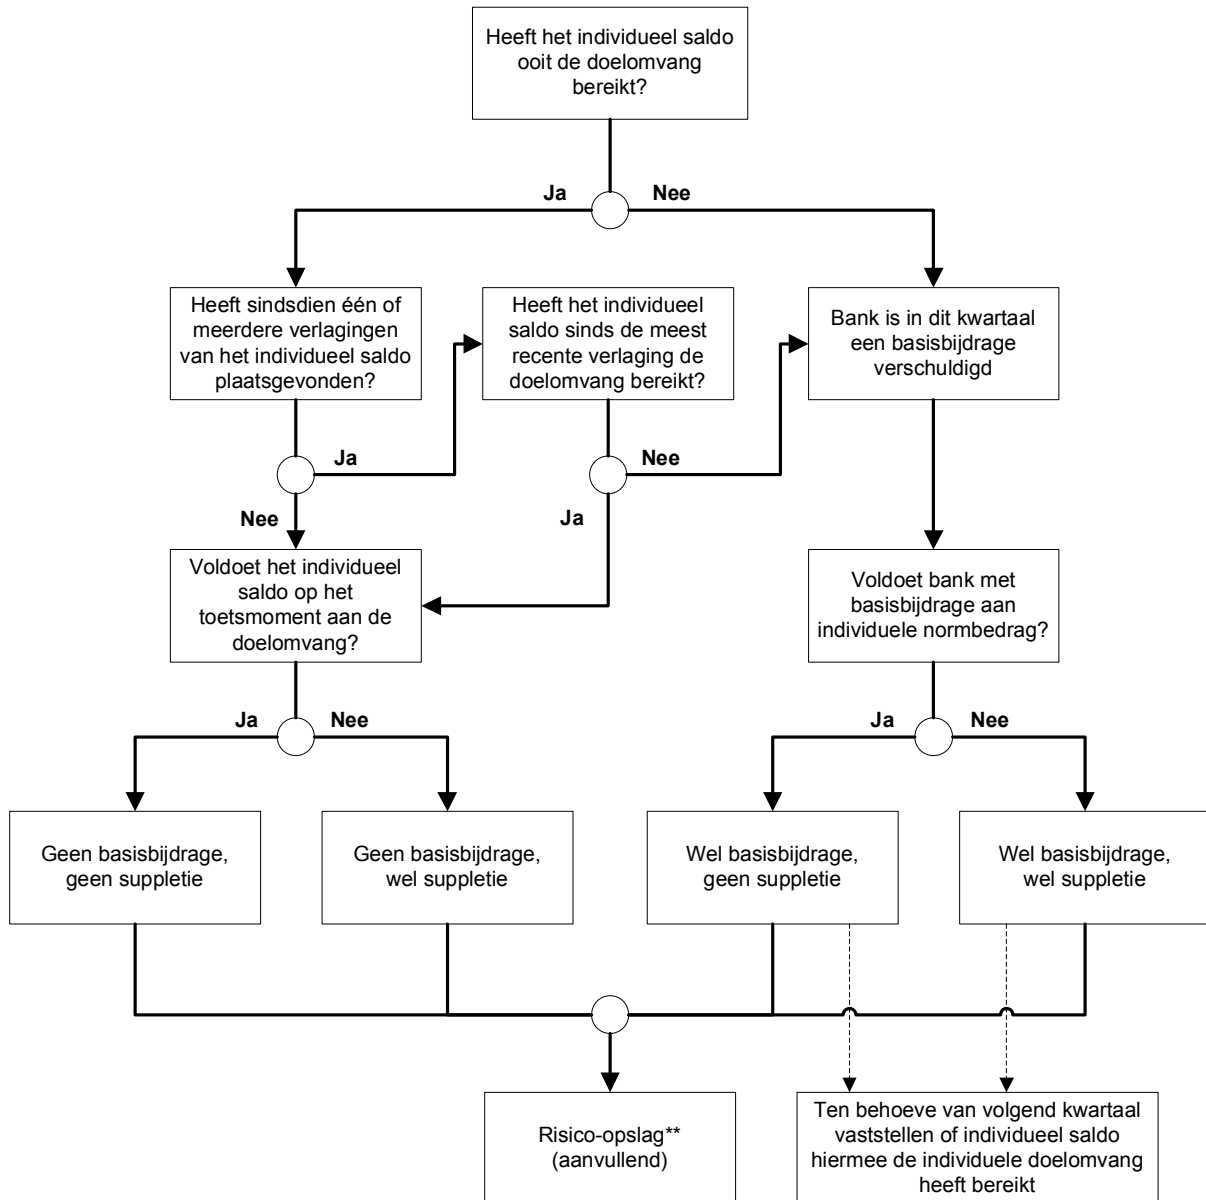 Heeft het individueel saldo
ooit de doelomvang
bereikt?
Ja
Nee
Heeft sindsdien één of
meerdere verlagingen
van het individueel saldo
plaatsgevonden?
Heeft het individueel
saldo sinds de meest
recente verlaging de
doelomvang bereikt?
Bank is in dit kwartaal
een basisbijdrage
verschuldigd
Ja
Nee
Nee
Ja
Voldoet het individueel
saldo op het
toetsmoment aan de
doelomvang?
Voldoet bank met
basisbijdrage aan
individuele normbedrag?
Ja
Nee
Ja
Nee
Geen basisbijdrage,
geen suppletie
Geen basisbijdrage,
wel suppletie
Wel basisbijdrage,
geen suppletie
Wel basisbijdrage,
wel suppletie
Risico-opslag**
(aanvullend)
Ten behoeve van volgend kwartaal
vaststellen of individueel saldo
hiermee de individuele doelomvang
heeft bereikt